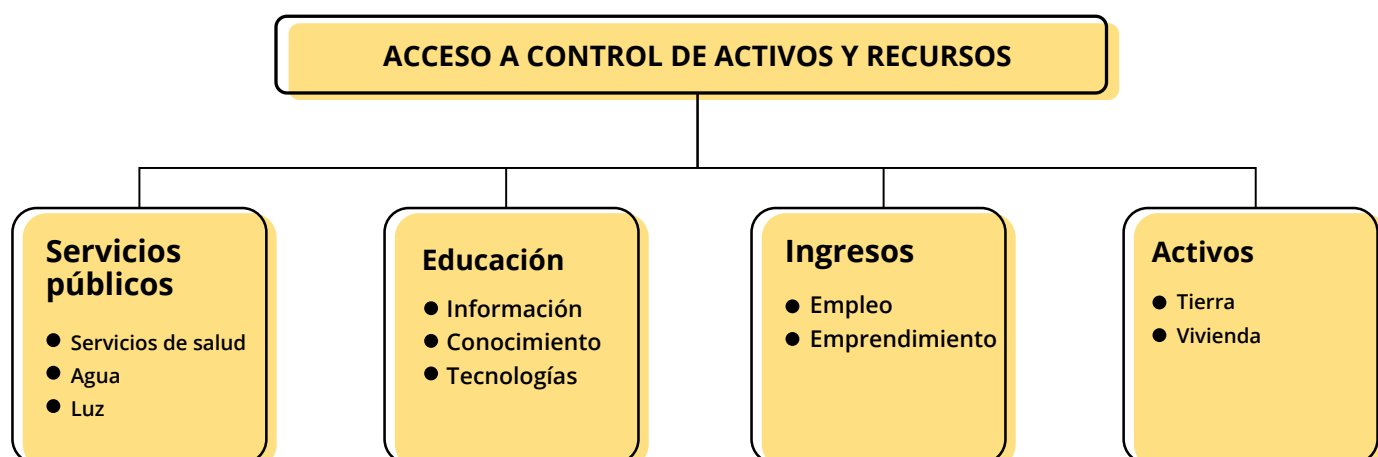 ACCESO A CONTROL DE ACTIVOS Y RECURSOS
Servicios
públicos
● Servicios de salud
● Agua
● Luz
Educación
● Información
● Conocimiento
● Tecnologías
Ingresos
● Empleo
● Emprendimiento
Activos
● Tierra
● Vivienda